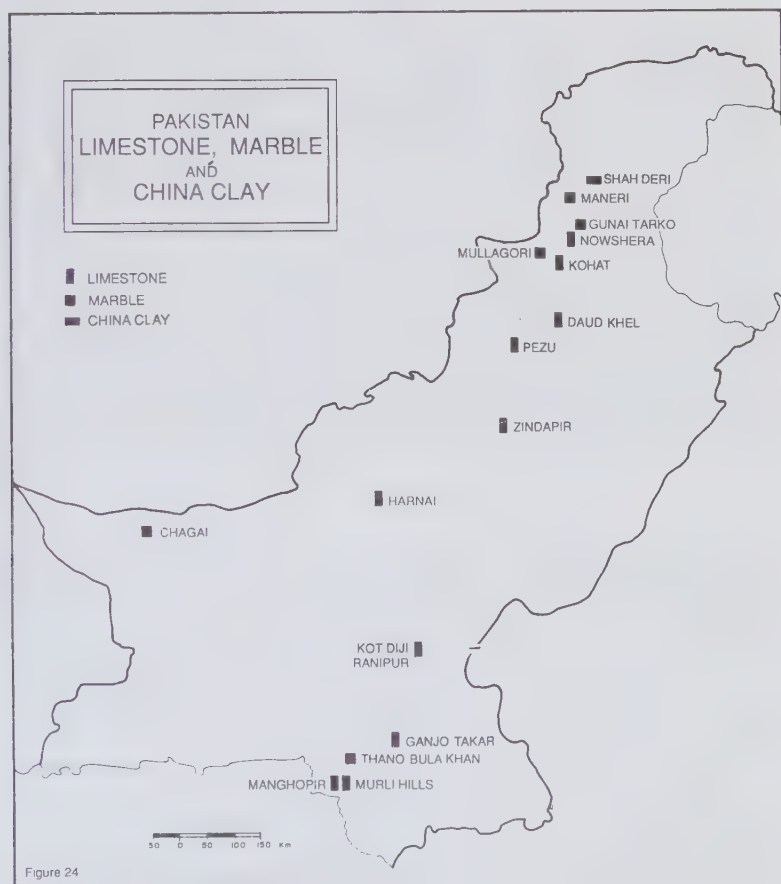 PAKISTAN
LIMESTONE, MARBLE
AND
CHINA CLAY
LIMESTONE
MARBLE
CHINA CLAY
SHAH DERI
MANERI
GUNAI TARKO
NOWSHERA
MULLAGORI
KOHAT
DAUD KHEL
PEZU
ZINDAPIR
HARNAI
CHAGAI
KOT DIJI
RANIPUR
GANJO TAKAR
THANO BULA KHAN
MANGHOPIR
MURLI HILLS
50 0 50 100 150 Km
Figure 24